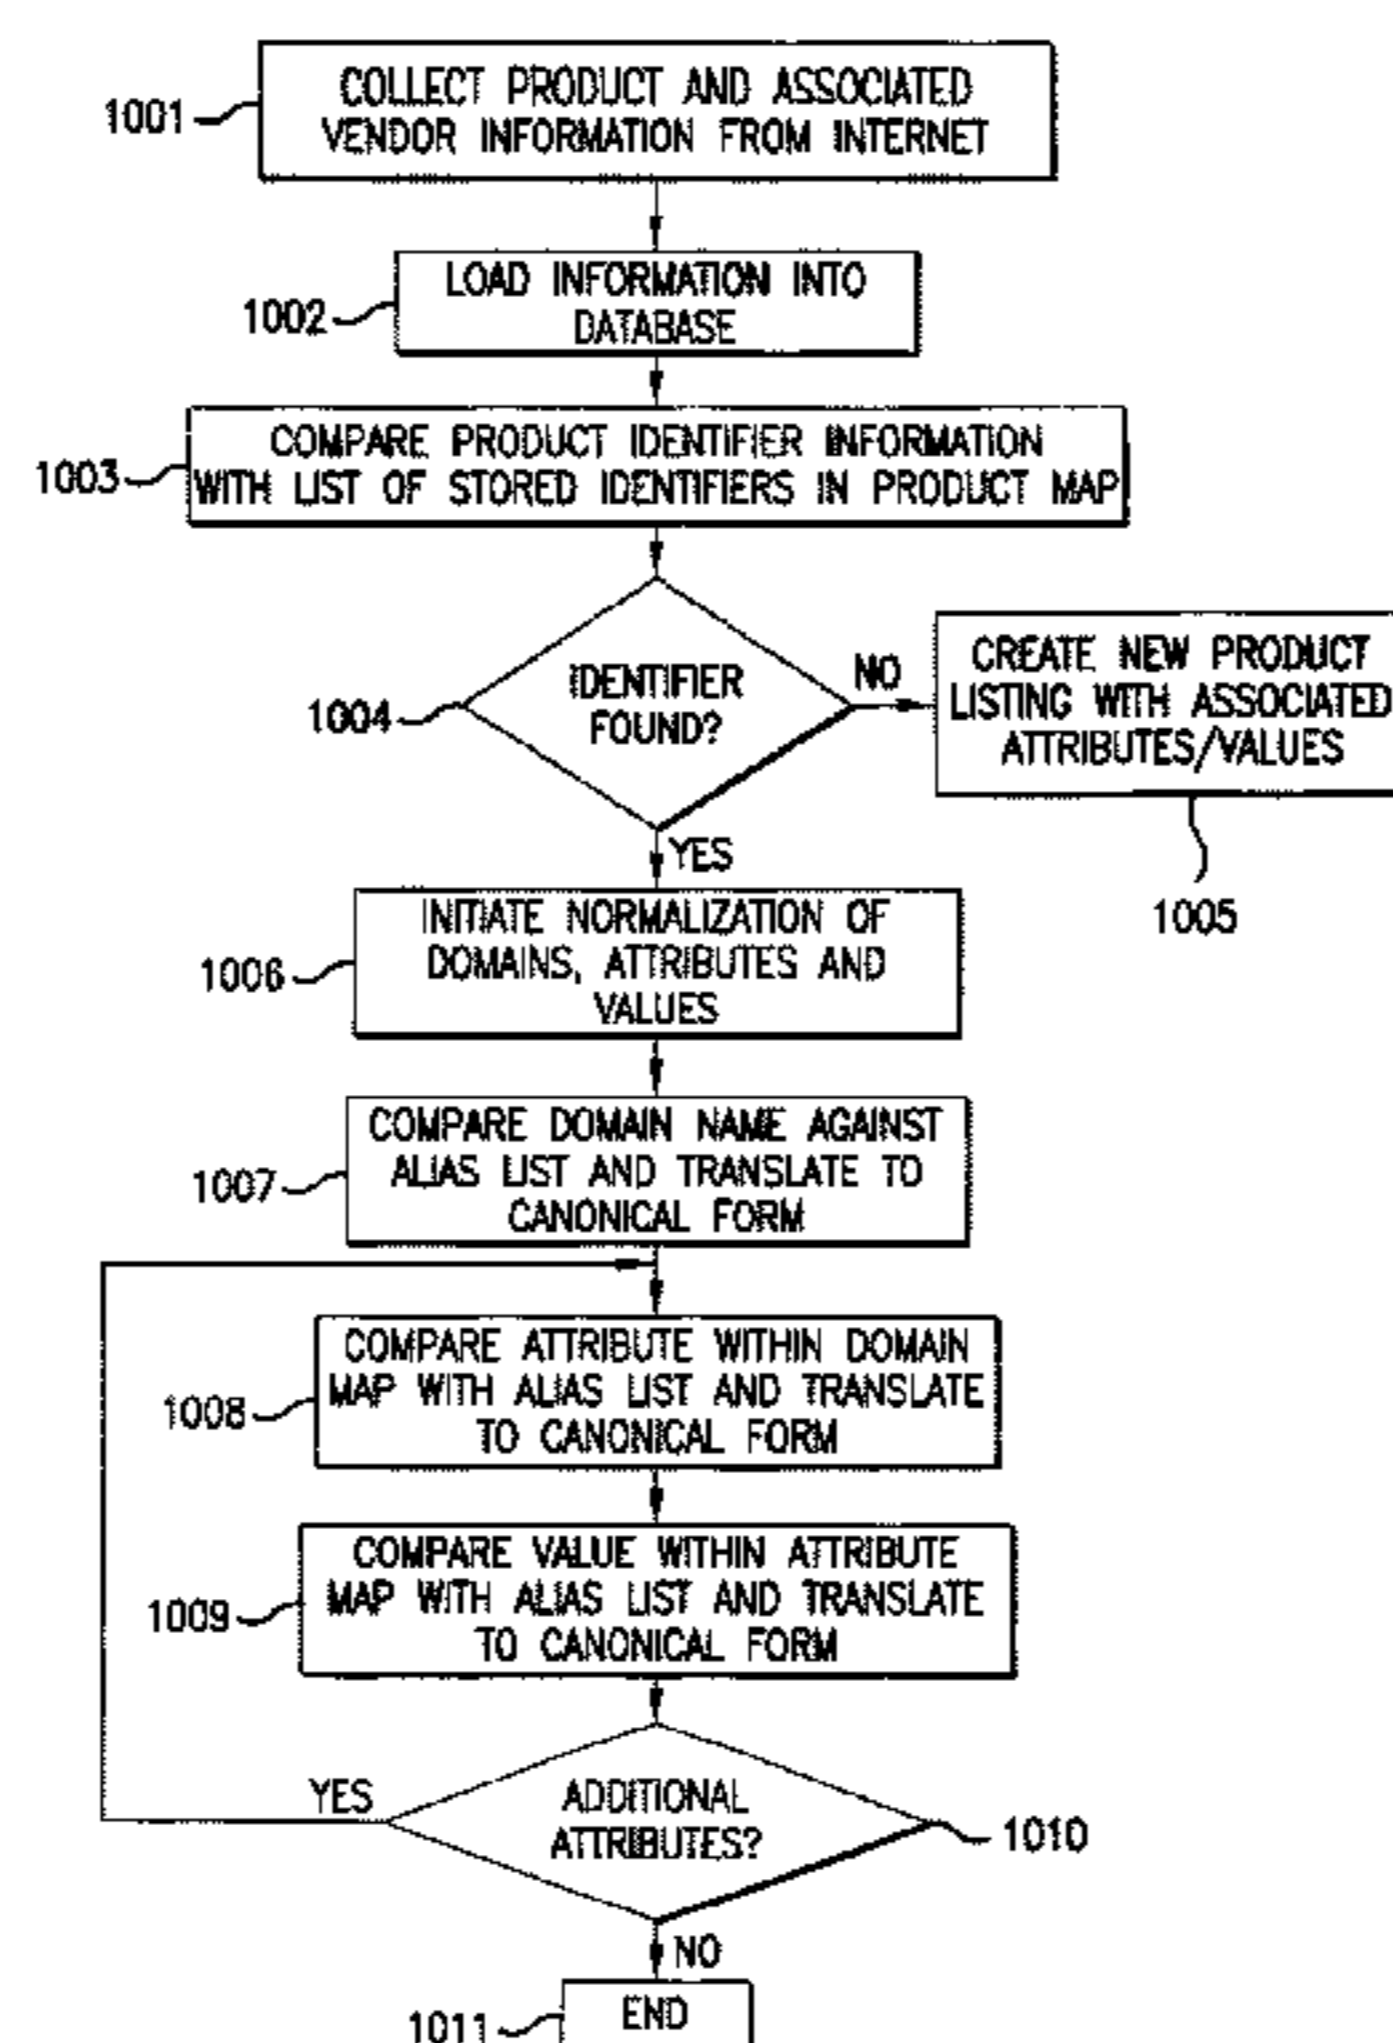 1001
COLLECT PRODUCT AND ASSOCIATED
VENDOR INFORMATION FROM INTERNET
1002
LOAD INFORMATION INTO
DATABASE
1003
COMPARE PRODUCT IDENTIFIER INFORMATION
WITH LIST OF STORED IDENTIFIERS IN PRODUCT MAP
1004
IDENTIFIER
FOUND?
NO
CREATE NEW PRODUCT
LISTING WITH ASSOCIATED
ATTRIBUTES/VALUES
1005
YES
1006
INITIATE NORMALIZATION OF
DOMAINS, ATTRIBUTES AND
VALUES
1007
COMPARE DOMAIN NAME AGAINST
ALIAS LIST AND TRANSLATE TO
CANONICAL FORM
1008
COMPARE ATTRIBUTE WITHIN DOMAIN
MAP WITH ALIAS LIST AND TRANSLATE
TO CANONICAL FORM
1009
COMPARE VALUE WITHIN ATTRIBUTE
MAP WITH ALIAS LIST AND TRANSLATE
TO CANONICAL FORM
YES
ADDITIONAL
ATTRIBUTES?
1010
NO
1011
END